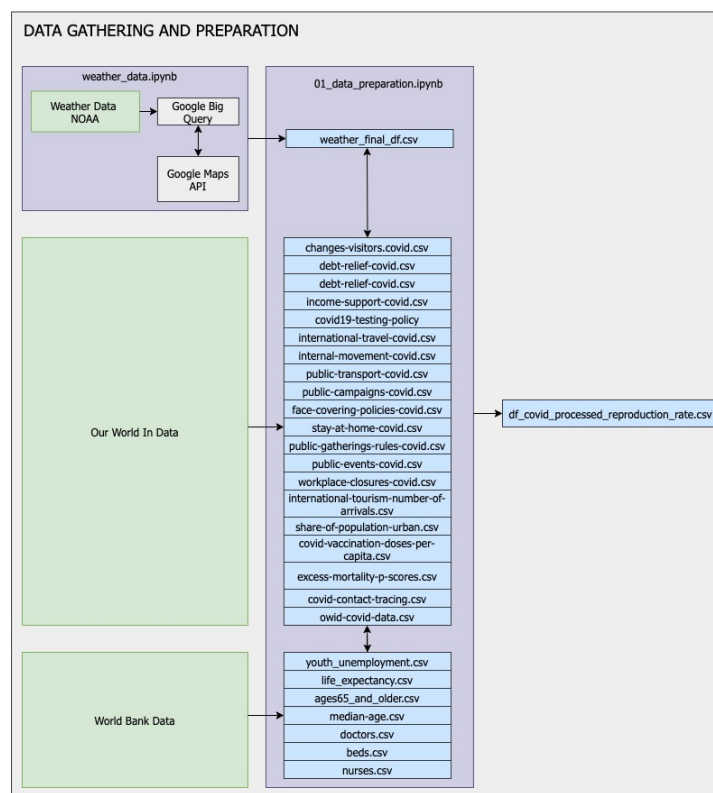 DATA GATHERING AND PREPARATION
weather_data.ipynb
Weather Data
NOAA
Google Big
Query
Google Maps
API
01_data_preparation.ipynb
weather_final_df.csv
Our World In Data
changes-visitors.covid.csv
debt-relief-covid.csv
debt-relief-covid.csv
income-support-covid.csv
covid19-testing-policy
international-travel-covid.csv
internal-movement-covid.csv
public-transport-covid.csv
public-campaigns-covid.csv
face-covering-policies-covid.csv
stay-at-home-covid.csv
public-gatherings-rules-covid.csv
public-events-covid.csv
workplace-closures-covid.csv
international-tourism-number-of-
arrivals.csv
share-of-population-urban.csv
covid-vaccination-doses-per-
capita.csv
excess-mortality-p-scores.csv
covid-contact-tracing.csv
owid-covid-data.csv
World Bank Data
youth_unemployment.csv
life_expectancy.csv
ages65_and_older.csv
median-age.csv
doctors.csv
beds.csv
nurses.csv
df_covid_processed_reproduction_rate.csv